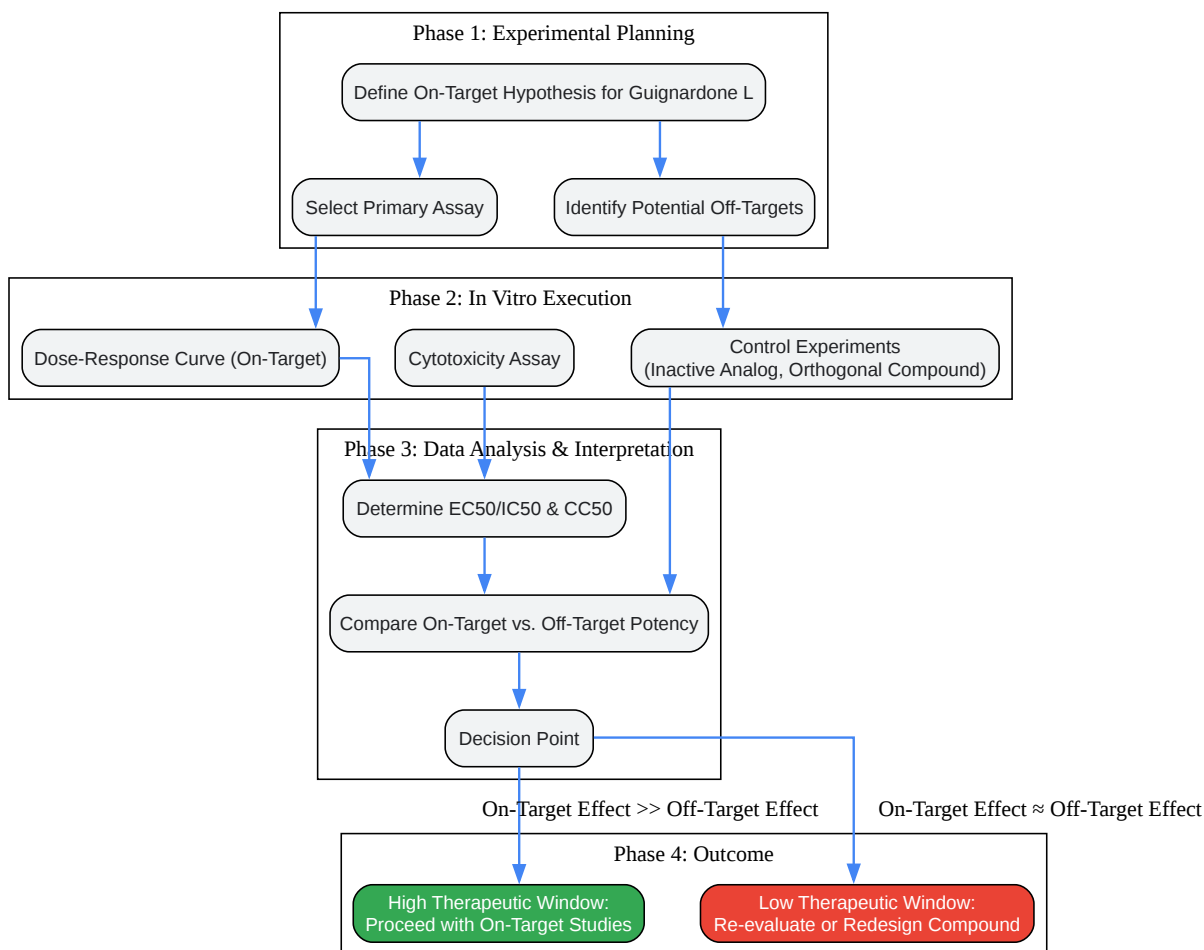 Phase 1: Experimental Planning
Define On-Target Hypothesis for Guignardone L
Select Primary Assay
Identify Potential Off-Targets
Phase 2: In Vitro Execution
Dose-Response Curve (On-Target)
Cytotoxicity Assay
Control Experiments
(Inactive Analog, Orthogonal Compound)
Phase 3: Data Analysis & Interpretation
Determine EC50/IC50 & CC50
Compare On-Target vs. Off-Target Potency
Decision Point
On-Target Effect >> Off-Target Effect
On-Target Effect ≈ Off-Target Effect
Phase 4: Outcome
High Therapeutic Window:
Proceed with On-Target Studies
Low Therapeutic Window:
Re-evaluate or Redesign Compound